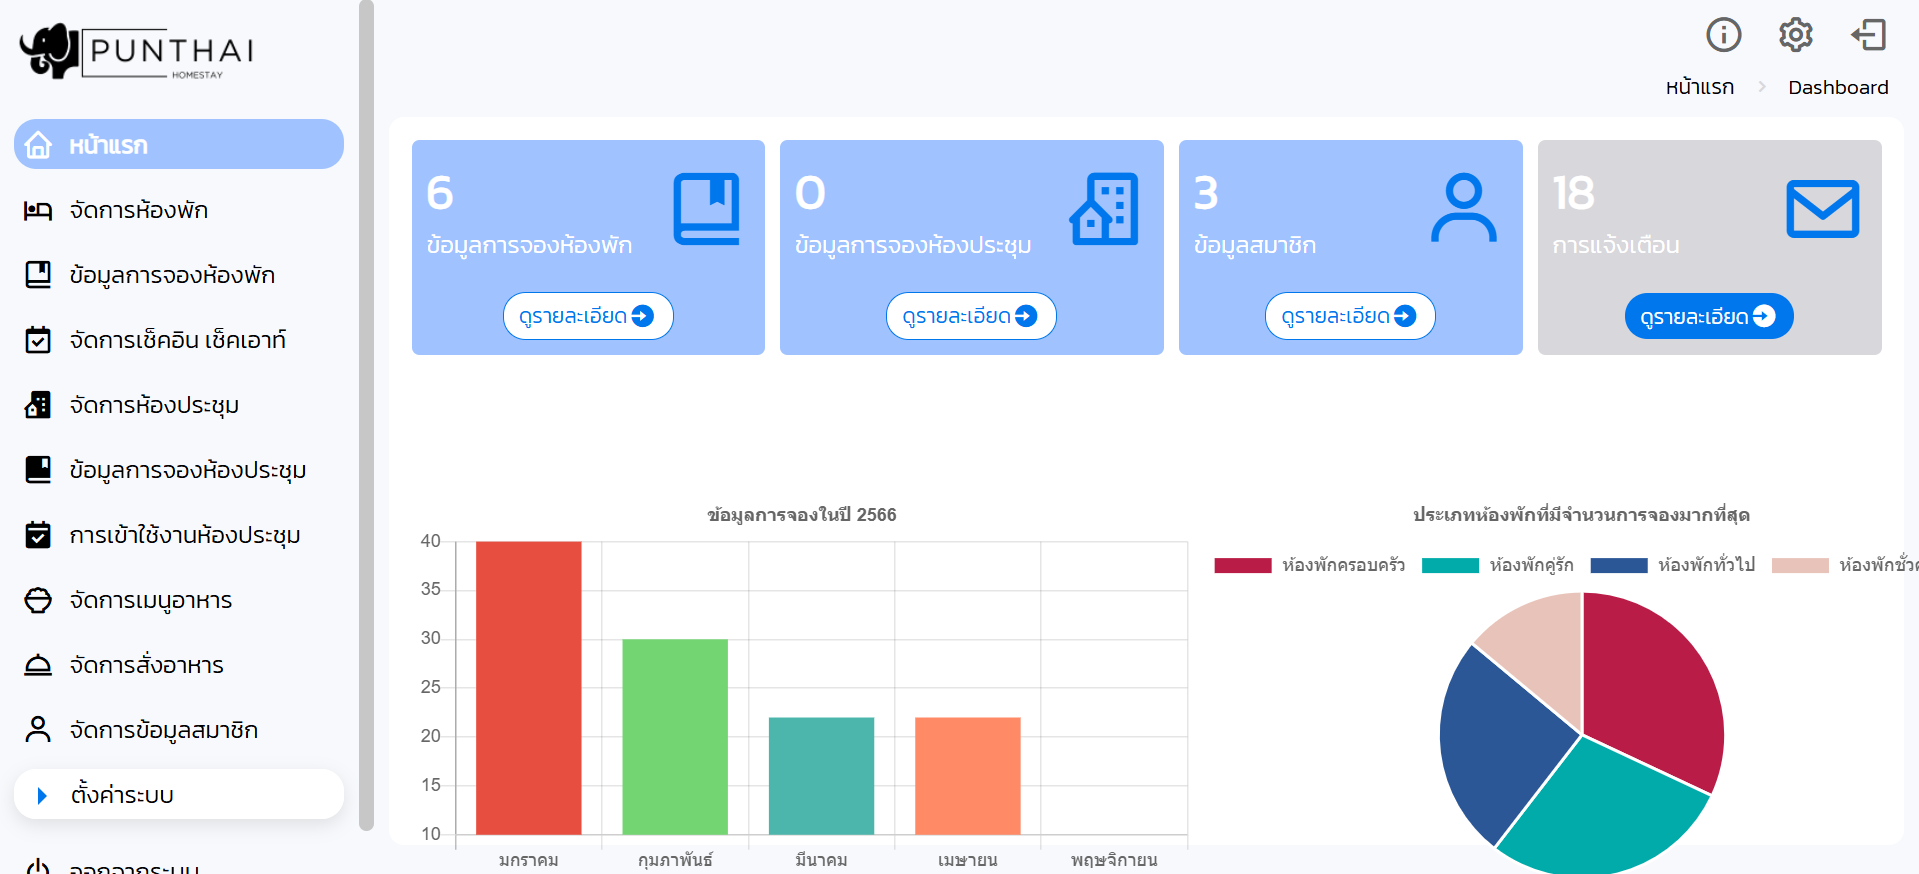 PUNTHAI
HOMESTAY
หน้าแรก
จัดการห้องพัก
ข้อมูลการจองห้องพัก
จัดการเช็คอิน เช็คเอาท์
จัดการห้องประชุม
ข้อมูลการจองห้องประชุม
การเข้าใช้งานห้องประชุม
จัดการเมนูอาหาร
จัดการสั่งอาหาร
จัดการข้อมูลสมาชิก
ตั้งค่าระบบ
ออกจากระบบ
หน้าแรก > Dashboard
6
ข้อมูลการจองห้องพัก
ดูรายละเอียด
0
ข้อมูลการจองห้องประชุม
ดูรายละเอียด
3
ข้อมูลสมาชิก
ดูรายละเอียด
18
การแจ้งเตือน
ดูรายละเอียด
ข้อมูลการจองในปี 2566
40
35
30
25
20
15
10
มกราคม กุมภาพันธ์ มีนาคม เมษายน พฤษจิกายน
ประเภทห้องพักที่มีจำนวนการจองมากที่สุด
ห้องพักครอบครัว ห้องพักคู่รัก ห้องพักทั่วไป